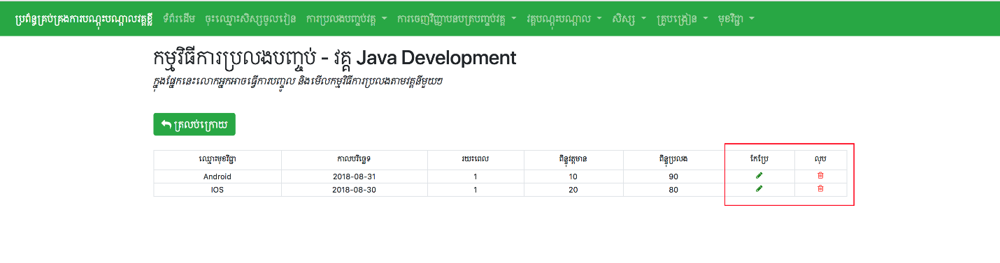 ប្រព័ន្ធគ្រប់គ្រងការបណ្តុះបណ្តាលវគ្គខ្លី ទំព័រដើម ចុះឈ្មោះសិស្សចូលរៀន ការប្រលងបញ្ចប់វគ្គ ការចេញវិញ្ញាបនបត្របញ្ចប់វគ្គ វគ្គបណ្តុះបណ្តាល សិស្ស គ្រូបង្រៀន មុខវិជ្ជា
កម្មវិធីការប្រលងបញ្ចប់ - វគ្គ Java Development
ក្នុងផ្នែកនេះលោកអ្នកអាចធ្វើការបញ្ចូល និងមើលកម្មវិធីការប្រលងតាមវគ្គនីមួយៗ
ត្រលប់ក្រោយ
ឈ្មោះមុខវិជ្ជា កាលបរិច្ឆេទ រយះពេល ពិន្ទុវត្តមាន ពិន្ទុប្រលង កែប្រែ លុប
Android 2018-08-31 1 10 90
IOS 2018-08-30 1 20 80